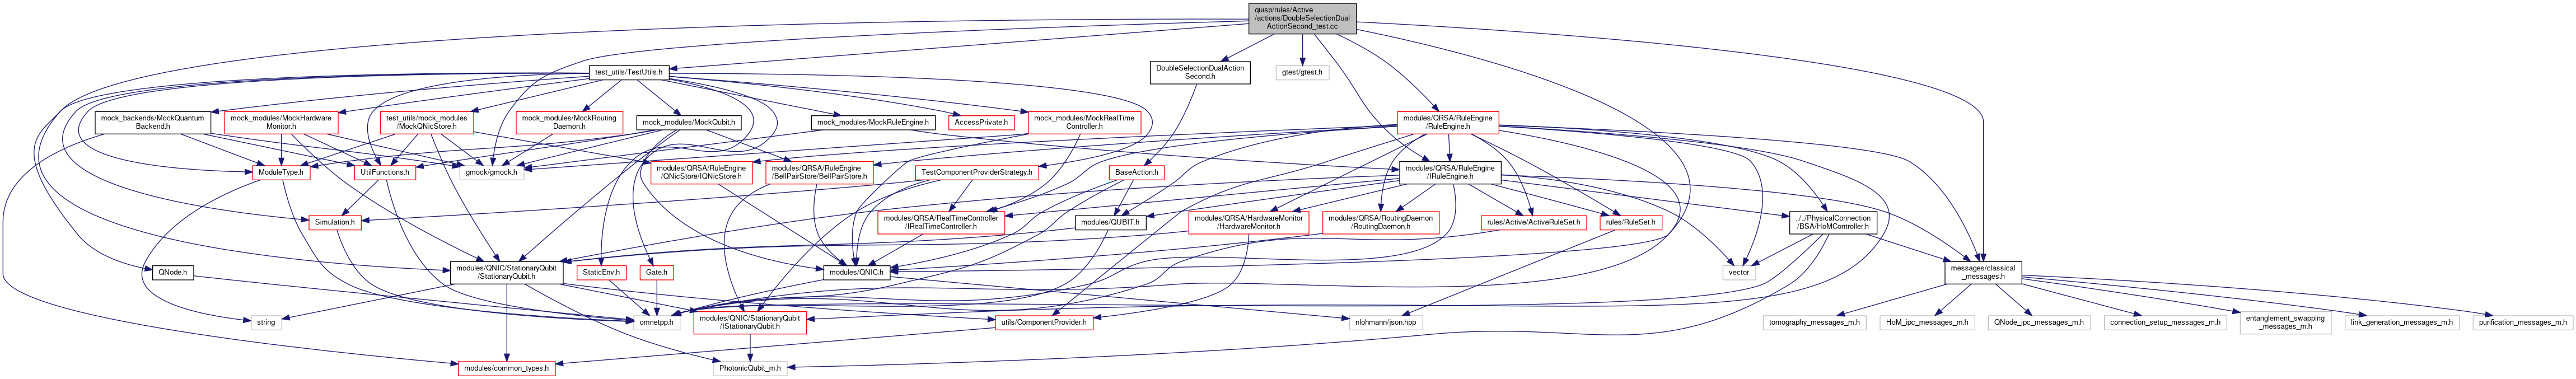 quisp/rules/Active
/actions/DoubleSelectionDual
ActionSecond_test.cc
test_utils/TestUtils.h
DoubleSelectionDualAction
Second.h
gtest/gtest.h
mock_backends/MockQuantum
Backend.h
mock_modules/MockHardware
Monitor.h
test_utils/mock_modules
/MockQNicStore.h
mock_modules/MockRouting
Daemon.h
mock_modules/MockQubit.h
mock_modules/MockRuleEngine.h
AccessPrivate.h
mock_modules/MockRealTime
Controller.h
modules/QRSA/RuleEngine
/RuleEngine.h
ModuleType.h
UtilFunctions.h
gmock/gmock.h
modules/QRSA/RuleEngine
/QNicStore/IQNicStore.h
modules/QRSA/RuleEngine
/BellPairStore/BellPairStore.h
TestComponentProviderStrategy.h
BaseAction.h
modules/QRSA/RuleEngine
/IRuleEngine.h
Simulation.h
modules/QRSA/RealTimeController
/IRealTimeController.h
modules/QUBIT.h
modules/QRSA/HardwareMonitor
/HardwareMonitor.h
modules/QRSA/RoutingDaemon
/RoutingDaemon.h
rules/Active/ActiveRuleSet.h
rules/RuleSet.h
../../PhysicalConnection
/BSA/HoMController.h
QNode.h
modules/QNIC/StationaryQubit
/StationaryQubit.h
StaticEnv.h
Gate.h
modules/QNIC.h
vector
messages/classical
_messages.h
string
omnetpp.h
modules/QNIC/StationaryQubit
/IStationaryQubit.h
utils/ComponentProvider.h
nlohmann/json.hpp
tomography_messages_m.h
HoM_ipc_messages_m.h
QNode_ipc_messages_m.h
connection_setup_messages_m.h
entanglement_swapping
_messages_m.h
link_generation_messages_m.h
purification_messages_m.h
modules/common_types.h
PhotonicQubit_m.h